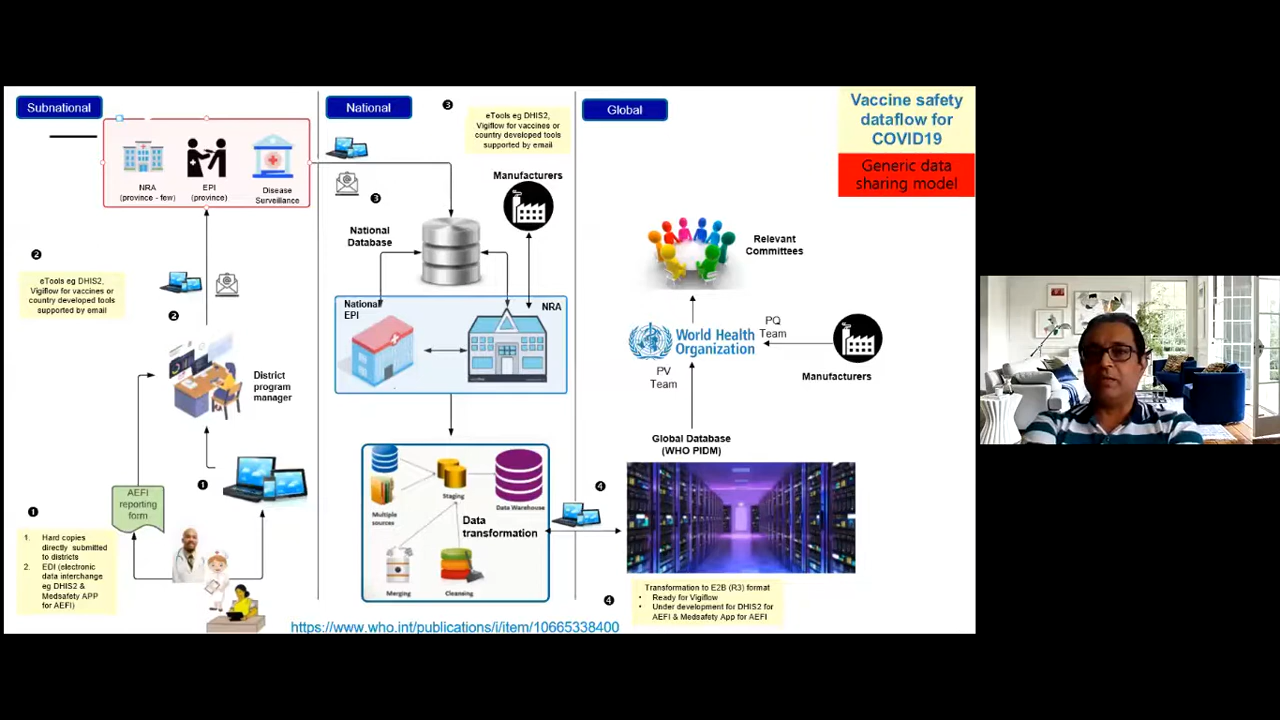 Subnational
NRA
(province - few)
EPI
(province)
Disease
Surveillance
2
eTools eg DHIS2,
Vigiflow for vaccines or
country developed tools
supported by email
2
District
program
manager
1
AEFI
reporting
form
1
1. Hard copies
directly submitted
to districts
2. EDI (electronic
data interchange
eg DHIS2 &
Medsafety APP
for AEFI)
National
3
eTools eg DHIS2,
Vigiflow for vaccines or
country developed tools
supported by email
3
Manufacturers
National
Database
National
EPI
NRA
Multiple
sources
Staging
Data Warehouse
Data
transformation
Merging
Cleansing
https://www.who.int/publications/i/item/10665338400
Global
Vaccine safety
dataflow for
COVID19
Generic data
sharing model
Relevant
Committees
World Health
Organization
PQ
Team
PV
Team
Manufacturers
Global Database
(WHO PIDM)
4
4
Transformation to E2B (R3) format
• Ready for Vigiflow
• Under development for DHIS2 for
AEFI & Medsafety App for AEFI